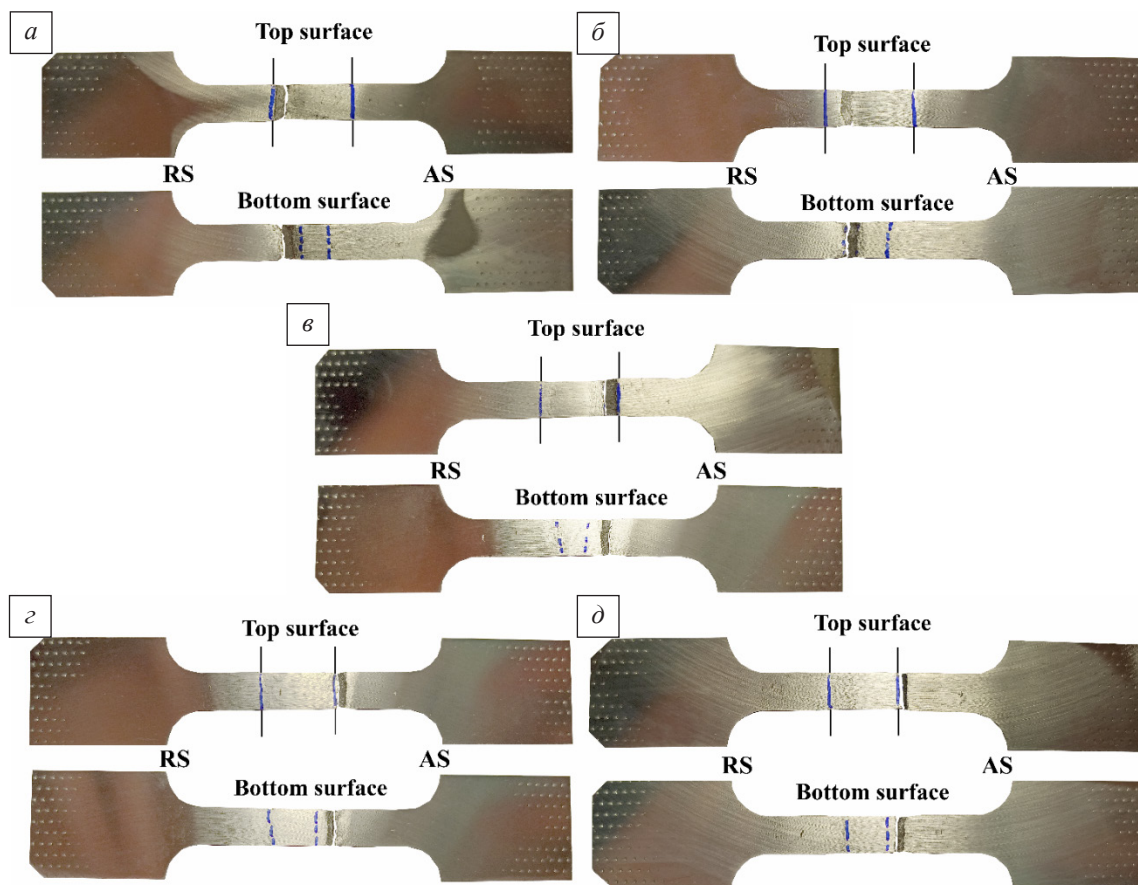 а
Top surface
RS
AS
Bottom surface
б
Top surface
RS
AS
Bottom surface
в
Top surface
RS
AS
Bottom surface
г
Top surface
RS
AS
Bottom surface
д
Top surface
RS
AS
Bottom surface